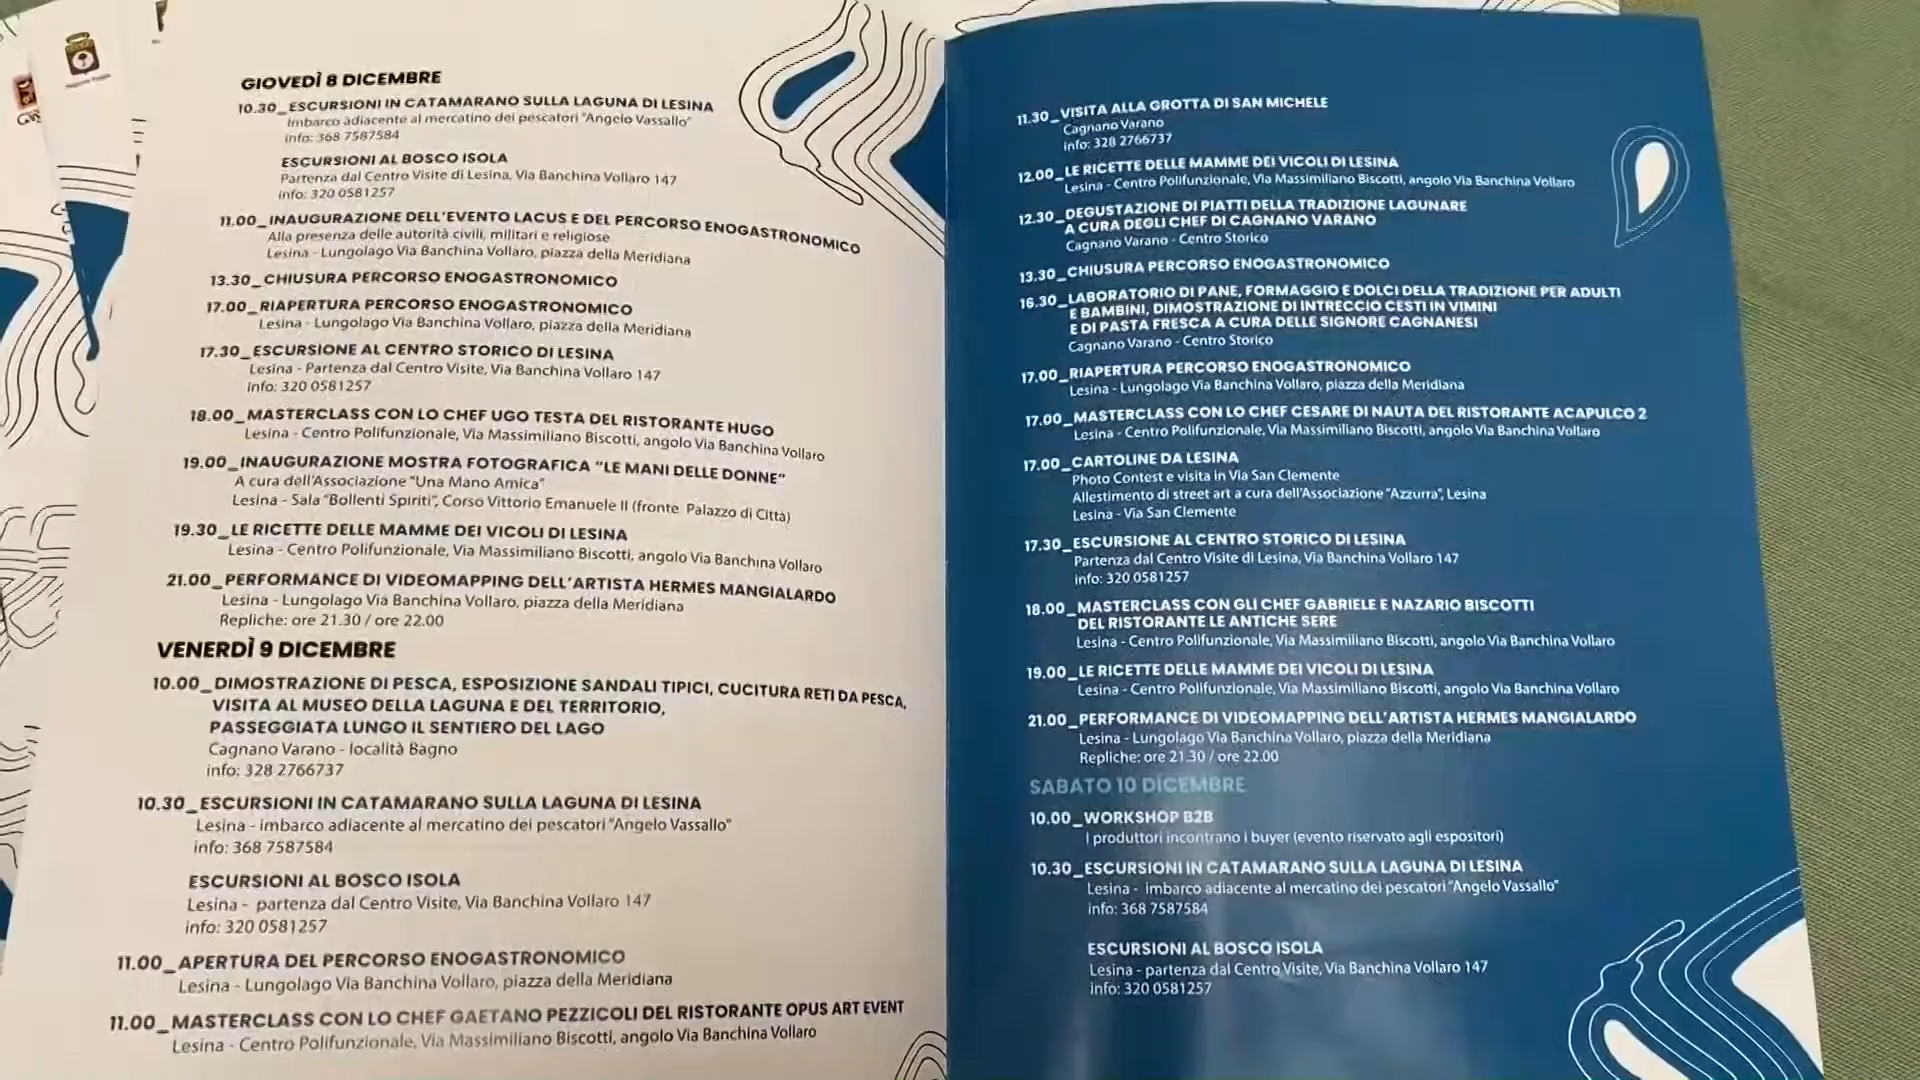 GIOVEDÌ 8 DICEMBRE
10.30_ESCURSIONI IN CATAMARANO SULLA LAGUNA DI LESINA
Imbarco adiacente al mercatino dei pescatori "Angelo Vassallo"
info: 368 7587584
ESCURSIONI AL BOSCO ISOLA
Partenza dal Centro Visite di Lesina, Via Banchina Vollaro 147
info: 320 0581257
11.00_INAUGURAZIONE DELL'EVENTO LACUS E DEL PERCORSO ENOGASTRONOMICO
Alla presenza delle autorità civili, militari e religiose
Lesina - Lungolago Via Banchina Vollaro, piazza della Meridiana
13.30_CHIUSURA PERCORSO ENOGASTRONOMICO
17.00_RIAPERTURA PERCORSO ENOGASTRONOMICO
Lesina - Lungolago Via Banchina Vollaro, piazza della Meridiana
17.30_ESCURSIONE AL CENTRO STORICO DI LESINA
Lesina - Partenza dal Centro Visite, Via Banchina Vollaro 147
info: 320 0581257
18.00_MASTERCLASS CON LO CHEF UGO TESTA DEL RISTORANTE HUGO
Lesina - Centro Polifunzionale, Via Massimiliano Biscotti, angolo Via Banchina Vollaro
19.00_INAUGURAZIONE MOSTRA FOTOGRAFICA "LE MANI DELLE DONNE"
A cura dell'Associazione "Una Mano Amica"
Lesina - Sala "Bollenti Spiriti", Corso Vittorio Emanuele II (fronte Palazzo di Città)
19.30_LE RICETTE DELLE MAMME DEI VICOLI DI LESINA
Lesina - Centro Polifunzionale, Via Massimiliano Biscotti, angolo Via Banchina Vollaro
21.00_PERFORMANCE DI VIDEOMAPPING DELL'ARTISTA HERMES MANGIALARDO
Lesina - Lungolago Via Banchina Vollaro, piazza della Meridiana
Repliche: ore 21.30 / ore 22.00
VENERDÌ 9 DICEMBRE
10.00_DIMOSTRAZIONE DI PESCA, ESPOSIZIONE SANDALI TIPICI, CUCITURA RETI DA PESCA,
VISITA AL MUSEO DELLA LAGUNA E DEL TERRITORIO,
PASSEGGIATA LUNGO IL SENTIERO DEL LAGO
Cagnano Varano - località Bagno
info: 328 2766737
10.30_ESCURSIONI IN CATAMARANO SULLA LAGUNA DI LESINA
Lesina - imbarco adiacente al mercatino dei pescatori "Angelo Vassallo"
info: 368 7587584
ESCURSIONI AL BOSCO ISOLA
Lesina - partenza dal Centro Visite, Via Banchina Vollaro 147
info: 320 0581257
11.00_APERTURA DEL PERCORSO ENOGASTRONOMICO
Lesina - Lungolago Via Banchina Vollaro, piazza della Meridiana
11.00_MASTERCLASS CON LO CHEF GAETANO PEZZICOLI DEL RISTORANTE OPUS ART EVENT
Lesina - Centro Polifunzionale, Via Massimiliano Biscotti, angolo Via Banchina Vollaro
11.30_VISITA ALLA GROTTA DI SAN MICHELE
Cagnano Varano
info: 328 2766737
12.00_LE RICETTE DELLE MAMME DEI VICOLI DI LESINA
Lesina - Centro Polifunzionale, Via Massimiliano Biscotti, angolo Via Banchina Vollaro
12.30_DEGUSTAZIONE DI PIATTI DELLA TRADIZIONE LAGUNARE
A CURA DEGLI CHEF DI CAGNANO VARANO
Cagnano Varano - Centro Storico
13.30_CHIUSURA PERCORSO ENOGASTRONOMICO
16.30_LABORATORIO DI PANE, FORMAGGIO E DOLCI DELLA TRADIZIONE PER ADULTI
E BAMBINI, DIMOSTRAZIONE DI INTRECCIO CESTI IN VIMINI
E DI PASTA FRESCA A CURA DELLE SIGNORE CAGNANESI
Cagnano Varano - Centro Storico
17.00_RIAPERTURA PERCORSO ENOGASTRONOMICO
Lesina - Lungolago Via Banchina Vollaro, piazza della Meridiana
17.00_MASTERCLASS CON LO CHEF CESARE DI NAUTA DEL RISTORANTE ACAPULCO 2
Lesina - Centro Polifunzionale, Via Massimiliano Biscotti, angolo Via Banchina Vollaro
17.00_CARTOLINE DA LESINA
Photo Contest e visita in Via San Clemente
Allestimento di street art a cura dell'Associazione "Azzurra", Lesina
Lesina - Via San Clemente
17.30_ESCURSIONE AL CENTRO STORICO DI LESINA
Partenza dal Centro Visite di Lesina, Via Banchina Vollaro 147
info: 320 0581257
18.00_MASTERCLASS CON GLI CHEF GABRIELE E NAZARIO BISCOTTI
DEL RISTORANTE LE ANTICHE SERE
Lesina - Centro Polifunzionale, Via Massimiliano Biscotti, angolo Via Banchina Vollaro
19.00_LE RICETTE DELLE MAMME DEI VICOLI DI LESINA
Lesina - Centro Polifunzionale, Via Massimiliano Biscotti, angolo Via Banchina Vollaro
21.00_PERFORMANCE DI VIDEOMAPPING DELL'ARTISTA HERMES MANGIALARDO
Lesina - Lungolago Via Banchina Vollaro, piazza della Meridiana
Repliche: ore 21.30 / ore 22.00
SABATO 10 DICEMBRE
10.00_WORKSHOP B2B
I produttori incontrano i buyer (evento riservato agli espositori)
10.30_ESCURSIONI IN CATAMARANO SULLA LAGUNA DI LESINA
Lesina - imbarco adiacente al mercatino dei pescatori "Angelo Vassallo"
info: 368 7587584
ESCURSIONI AL BOSCO ISOLA
Lesina - partenza dal Centro Visite, Via Banchina Vollaro 147
info: 320 0581257